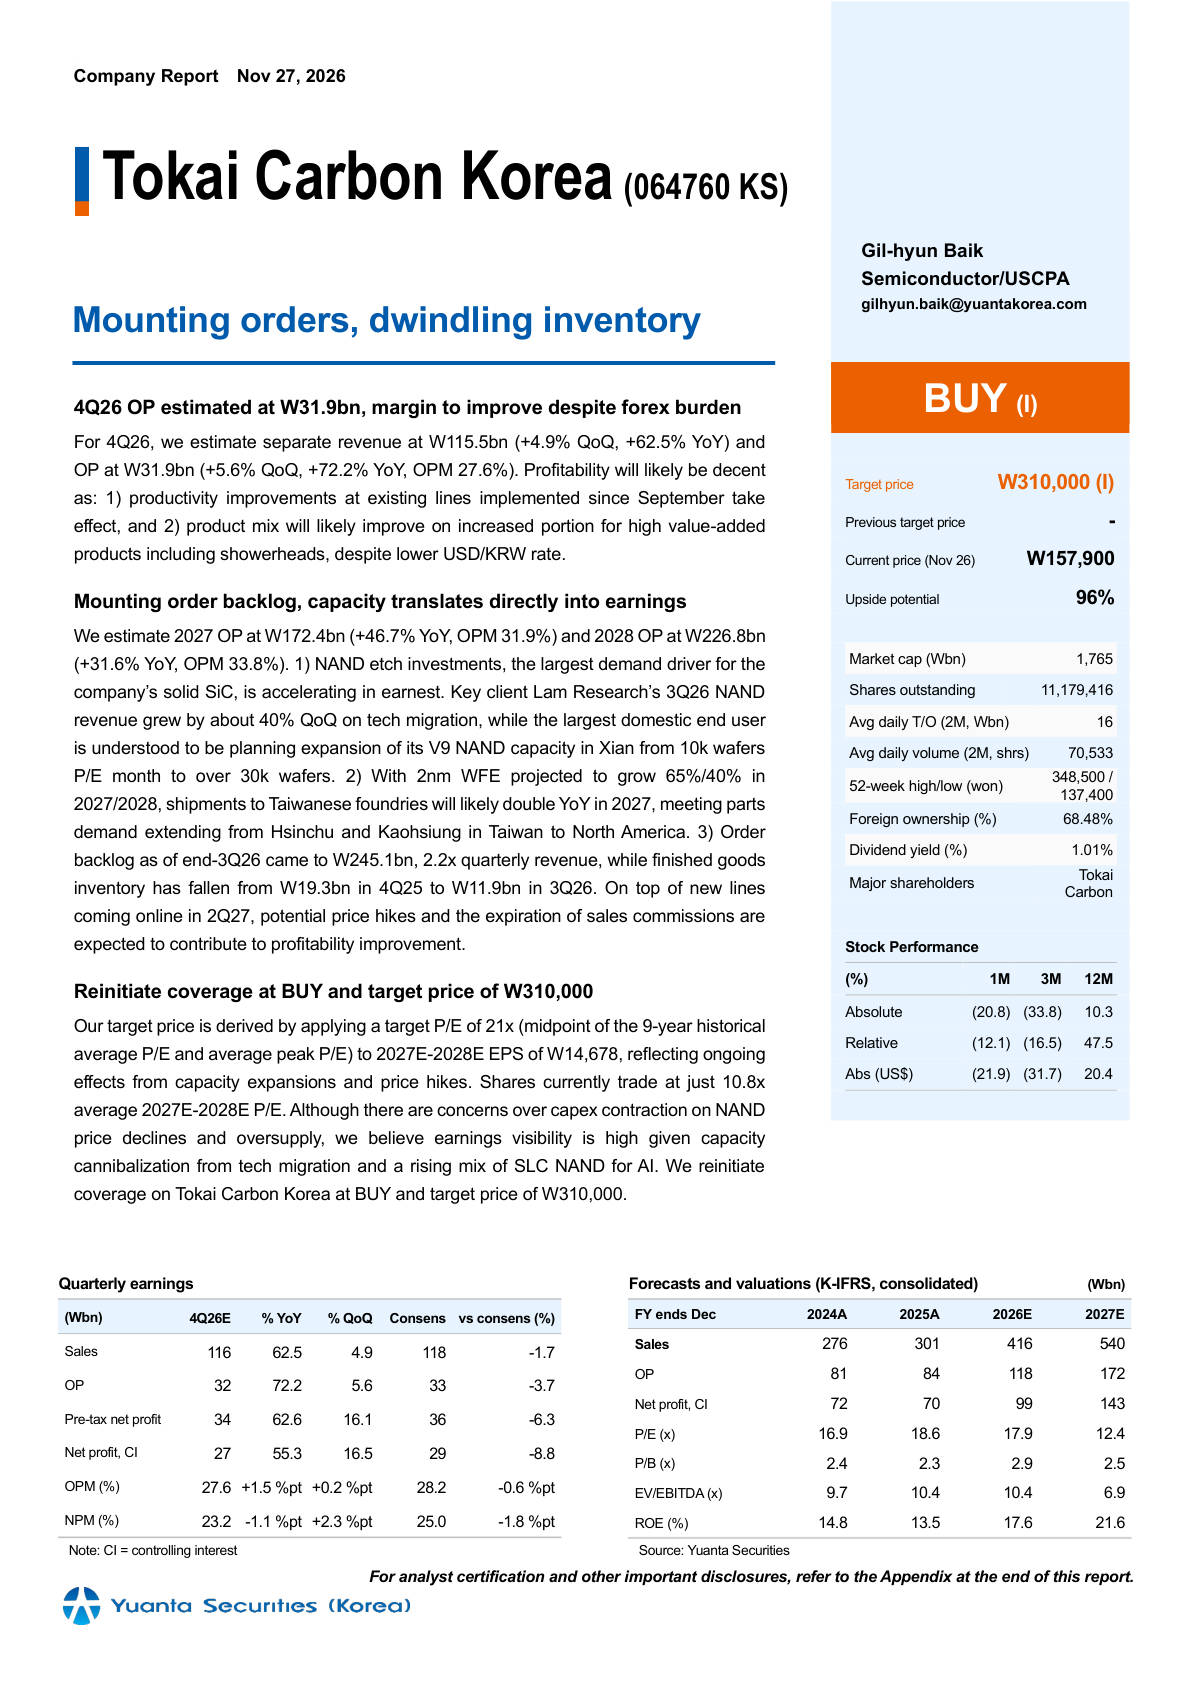 Company Report Nov 27, 2026
Tokai Carbon Korea (064760 KS)
Mounting orders, dwindling inventory
4Q26 OP estimated at W31.9bn, margin to improve despite forex burden
For 4Q26, we estimate separate revenue at W115.5bn (+4.9% QoQ, +62.5% YoY) and
OP at W31.9bn (+5.6% QoQ, +72.2% YoY, OPM 27.6%). Profitability will likely be decent
as: 1) productivity improvements at existing lines implemented since September take
effect, and 2) product mix will likely improve on increased portion for high value-added
products including showerheads, despite lower USD/KRW rate.
Mounting order backlog, capacity translates directly into earnings
We estimate 2027 OP at W172.4bn (+46.7% YoY, OPM 31.9%) and 2028 OP at W226.8bn
(+31.6% YoY, OPM 33.8%). 1) NAND etch investments, the largest demand driver for the
company's solid SiC, is accelerating in earnest. Key client Lam Research's 3Q26 NAND
revenue grew by about 40% QoQ on tech migration, while the largest domestic end user
is understood to be planning expansion of its V9 NAND capacity in Xian from 10k wafers
P/E month to over 30k wafers. 2) With 2nm WFE projected to grow 65%/40% in
2027/2028, shipments to Taiwanese foundries will likely double YoY in 2027, meeting parts
demand extending from Hsinchu and Kaohsiung in Taiwan to North America. 3) Order
backlog as of end-3Q26 came to W245.1bn, 2.2x quarterly revenue, while finished goods
inventory has fallen from W19.3bn in 4Q25 to W11.9bn in 3Q26. On top of new lines
coming online in 2Q27, potential price hikes and the expiration of sales commissions are
expected to contribute to profitability improvement.
Reinitiate coverage at BUY and target price of W310,000
Our target price is derived by applying a target P/E of 21x (midpoint of the 9-year historical
average P/E and average peak P/E) to 2027E-2028E EPS of W14,678, reflecting ongoing
effects from capacity expansions and price hikes. Shares currently trade at just 10.8x
average 2027E-2028E P/E. Although there are concerns over capex contraction on NAND
price declines and oversupply, we believe earnings visibility is high given capacity
cannibalization from tech migration and a rising mix of SLC NAND for AI. We reinitiate
coverage on Tokai Carbon Korea at BUY and target price of W310,000.
Gil-hyun Baik
Semiconductor/USCPA
gilhyun.baik@yuantakorea.com
BUY (I)
Target price W310,000 (I)
Previous target price -
Current price (Nov 26) W157,900
Upside potential 96%
Market cap (Wbn) 1,765
Shares outstanding 11,179,416
Avg daily T/O (2M, Wbn) 16
Avg daily volume (2M, shrs) 70,533
52-week high/low (won) 348,500 /
137,400
Foreign ownership (%) 68.48%
Dividend yield (%) 1.01%
Major shareholders Tokai
Carbon
Stock Performance
(%) 1M 3M 12M
Absolute (20.8) (33.8) 10.3
Relative (12.1) (16.5) 47.5
Abs (US$) (21.9) (31.7) 20.4
Quarterly earnings
(Wbn) 4Q26E % YoY % QoQ Consens vs consens (%)
Sales 116 62.5 4.9 118 -1.7
OP 32 72.2 5.6 33 -3.7
Pre-tax net profit 34 62.6 16.1 36 -6.3
Net profit, CI 27 55.3 16.5 29 -8.8
OPM (%) 27.6 +1.5 %pt +0.2 %pt 28.2 -0.6 %pt
NPM (%) 23.2 -1.1 %pt +2.3 %pt 25.0 -1.8 %pt
Note: CI = controlling interest
Forecasts and valuations (K-IFRS, consolidated) (Wbn)
FY ends Dec 2024A 2025A 2026E 2027E
Sales 276 301 416 540
OP 81 84 118 172
Net profit, CI 72 70 99 143
P/E (x) 16.9 18.6 17.9 12.4
P/B (x) 2.4 2.3 2.9 2.5
EV/EBITDA (x) 9.7 10.4 10.4 6.9
ROE (%) 14.8 13.5 17.6 21.6
Source: Yuanta Securities
For analyst certification and other important disclosures, refer to the Appendix at the end of this report.
Yuanta Securities (Korea)